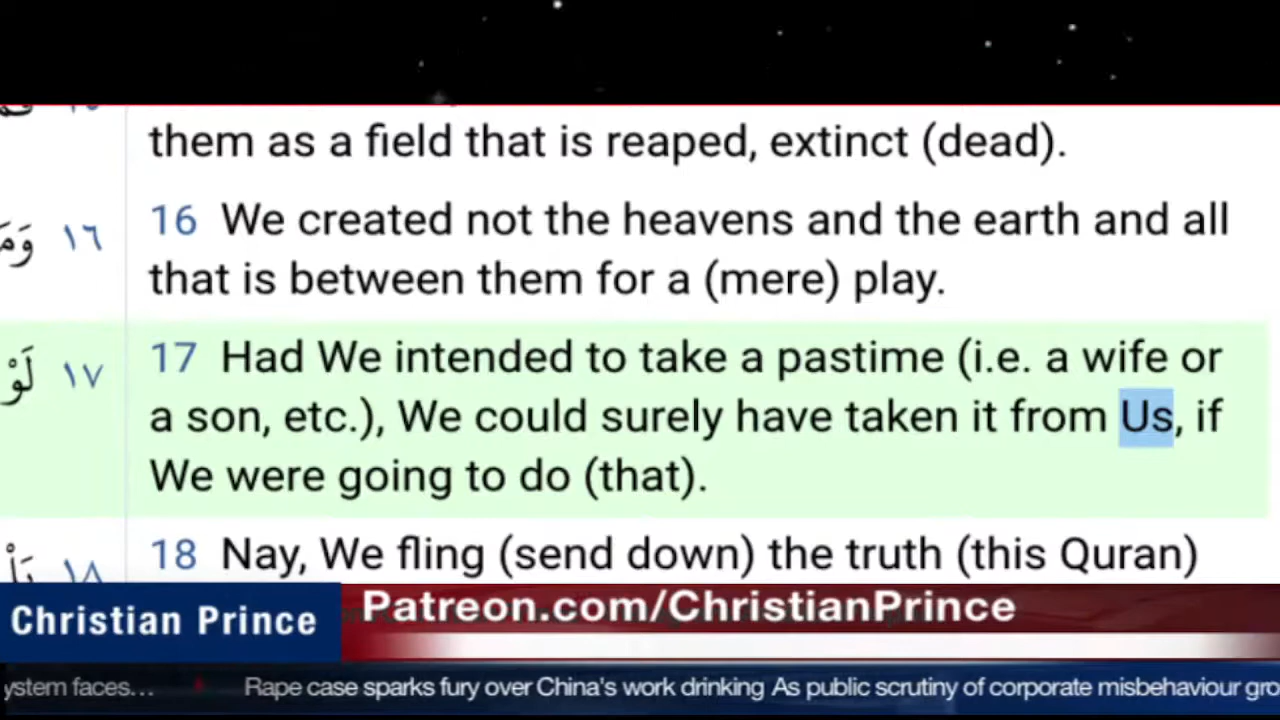 them as a field that is reaped, extinct (dead).
وَمَ ١٦ 16 We created not the heavens and the earth and all
that is between them for a (mere) play.
لَوْ ١٧ 17 Had We intended to take a pastime (i.e. a wife or
a son, etc.), We could surely have taken it from Us, if
We were going to do (that).
١٨ 18 Nay, We fling (send down) the truth (this Quran)
Christian Prince
Patreon.com/ChristianPrince
ystem faces... Rape case sparks fury over China's work drinking As public scrutiny of corporate misbehaviour gro